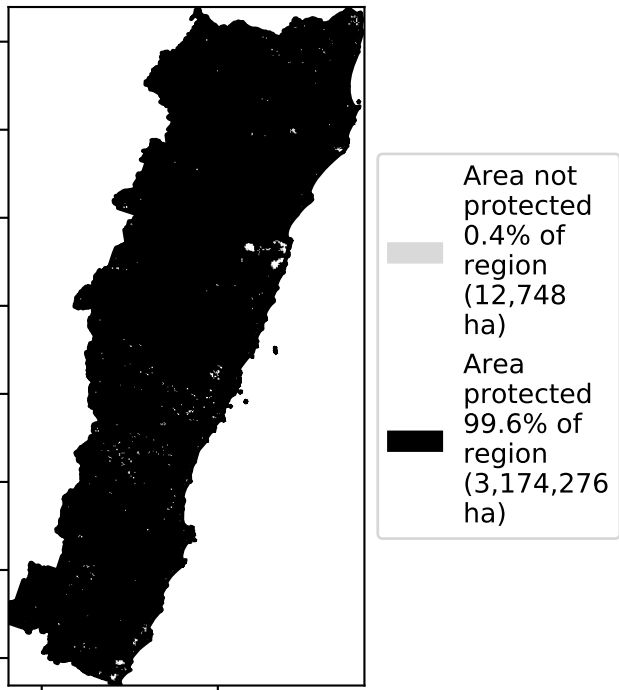 Area not
protected
0.4% of
region
(12,748
ha)
Area
protected
99.6% of
region
(3,174,276
ha)